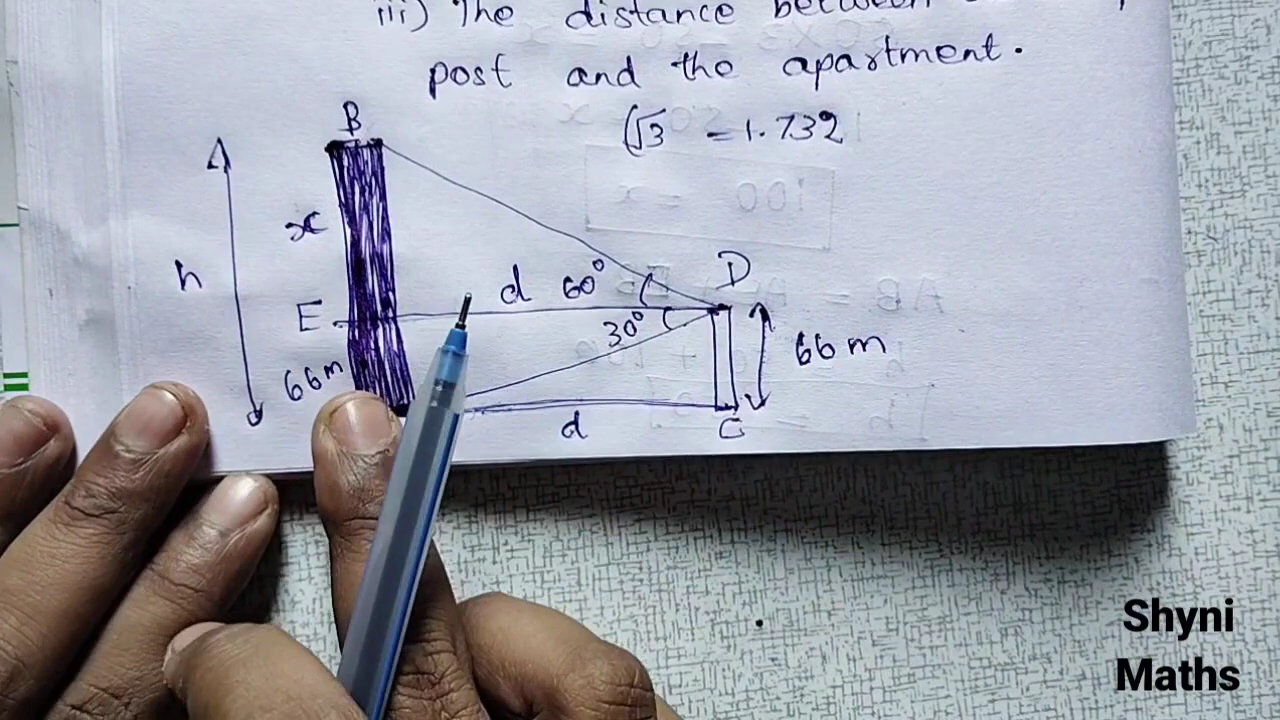 iii) The distance between
post and the apartment.
(√3 = 1.732
B
x
h
D
d 60°
E
30°
66 m
66m
d
C
Shyni
Maths